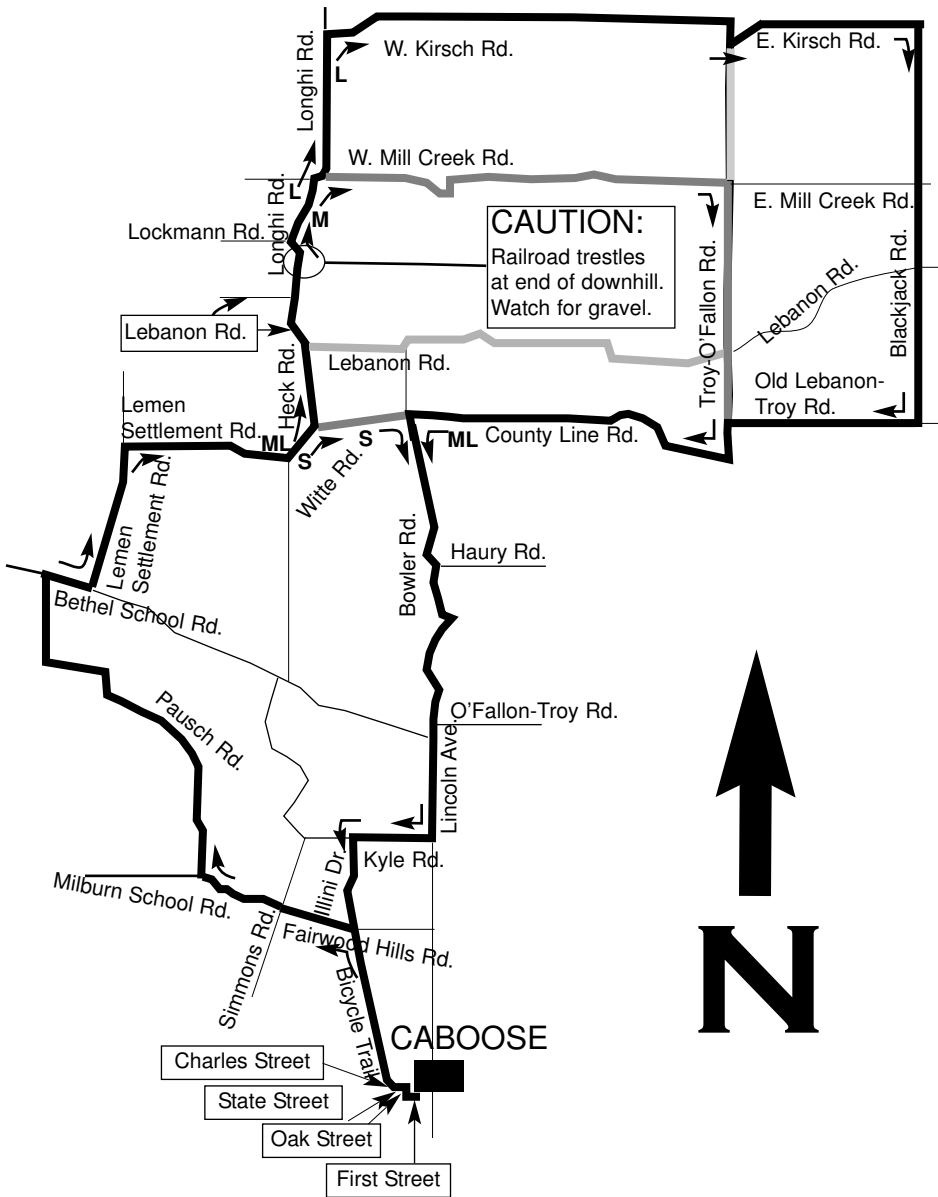 Longhi Rd.
W. Kirsch Rd.
E. Kirsch Rd.
L
W. Mill Creek Rd.
L
Longhi Rd.
M
E. Mill Creek Rd.
Lockmann Rd.
CAUTION:
Railroad trestles
at end of downhill.
Watch for gravel.
Troy-O'Fallon Rd.
Lebanon Rd.
Blackjack Rd.
Lebanon Rd.
Heck Rd.
Lebanon Rd.
Old Lebanon-
Troy Rd.
Lemen
Settlement Rd.
ML
S
S
ML
County Line Rd.
Witte Rd.
Lemen
Settlement Rd.
Bowler Rd.
Haury Rd.
Bethel School Rd.
Pausch Rd.
O'Fallon-Troy Rd.
Lincoln Ave.
Kyle Rd.
Illini Dr.
Milburn School Rd.
Simmons Rd.
Fairwood Hills Rd.
Bicycle Trail
N
CABOOSE
Charles Street
State Street
Oak Street
First Street